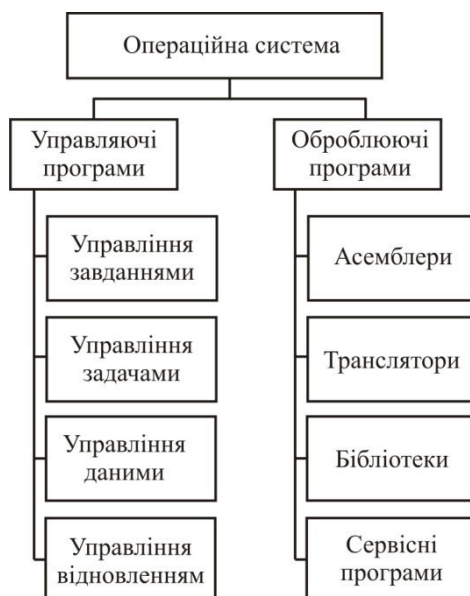 Операційна система
Управляючі
програми
Оброблюючі
програми
Управління
завданнями
Асемблери
Управління
задачами
Транслятори
Управління
даними
Бібліотеки
Управління
відновленням
Сервісні
програми